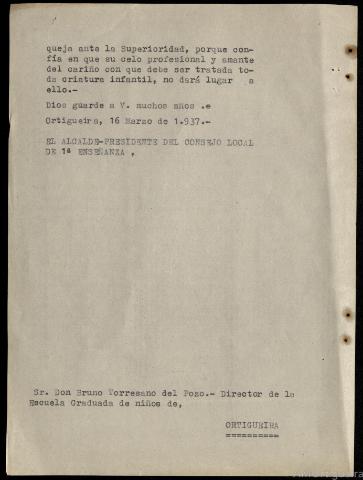 queja ante la Superioridad, porque con-
fía en que su celo profesional y amante
del cariño con que debe ser tratada to-
da criatura infantil, no dará lugar a
ello.-
Dios guarde a V. muchos años .e
Ortigueira, 16 Marzo de 1.937.-
EL ALCALDE-PRESIDENTE DEL CONSEJO LOCAL
DE 1ª ENSEÑANZA ,
Sr. Don Bruno Torresano del Pozo.- Director de la
Escuela Graduada de niños de,
ORTIGUEIRA
==========